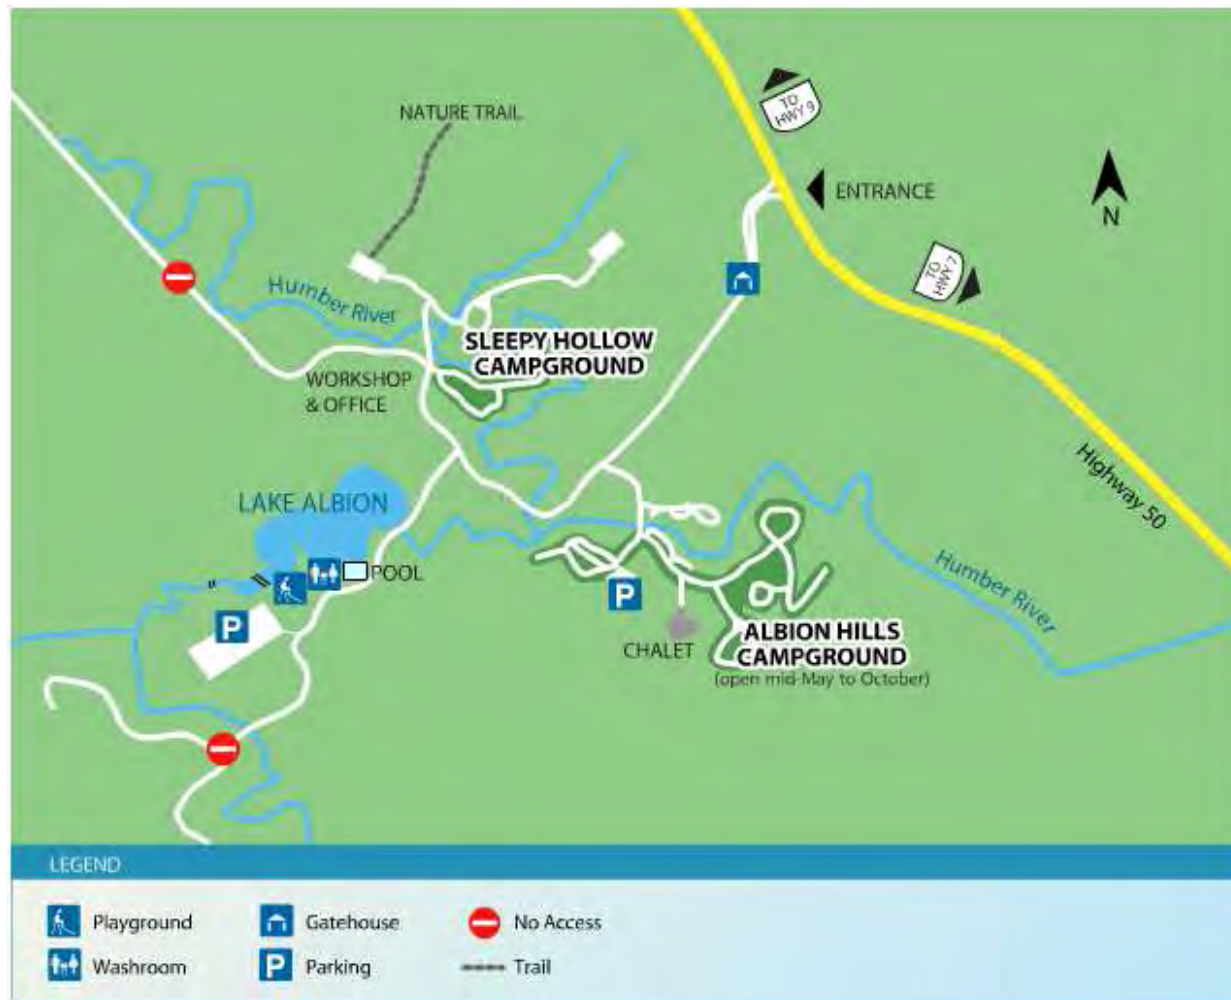 TO
HWY 9
NATURE TRAIL
ENTRANCE
N
TO
HWY 7
Humber River
SLEEPY HOLLOW
CAMPGROUND
WORKSHOP
& OFFICE
Highway 50
LAKE ALBION
POOL
Humber River
P
P
CHALET
ALBION HILLS
CAMPGROUND
(open mid-May to October)
LEGEND
Playground
Gatehouse
No Access
Washroom
P Parking
Trail